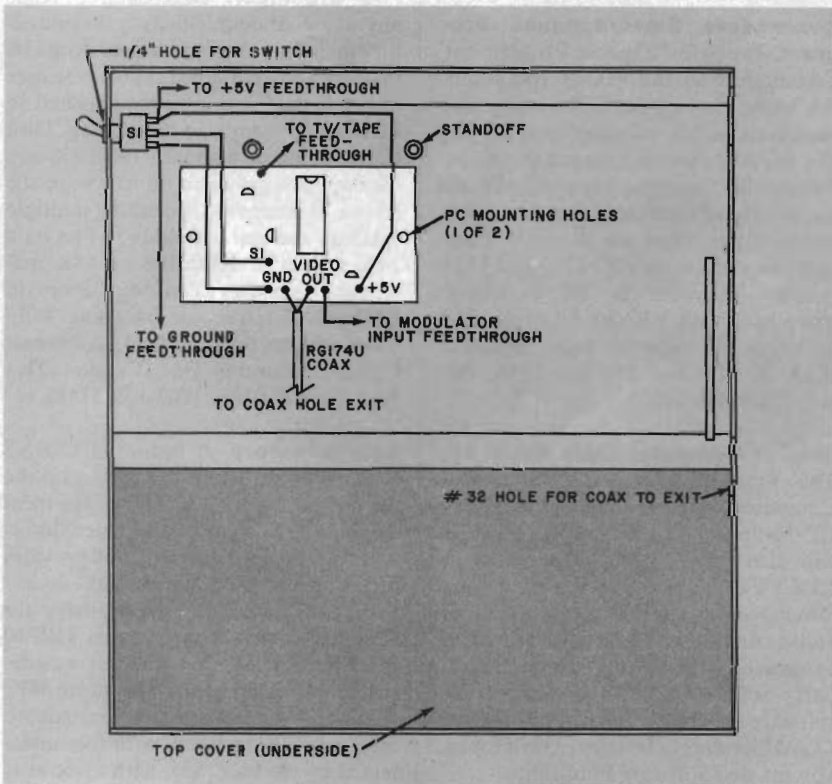 1/4" HOLE FOR SWITCH
TO +5V FEEDTHROUGH
S1
TO TV/TAPE
FEED-
THROUGH
STANDOFF
PC MOUNTING HOLES
(1 OF 2)
S1
GND
VIDEO
OUT
+5V
TO GROUND
FEEDTHROUGH
RG174U
COAX
TO MODULATOR
INPUT FEEDTHROUGH
TO COAX HOLE EXIT
#32 HOLE FOR COAX TO EXIT
TOP COVER (UNDERSIDE)